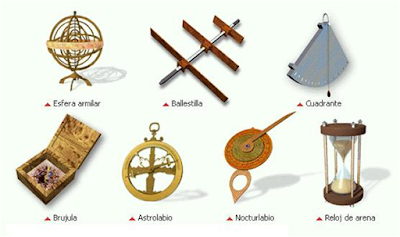 Esfera armilar
Ballestilla
Cuadrante
Brujula
Astrolabio
Nocturlabio
Reloj de arena